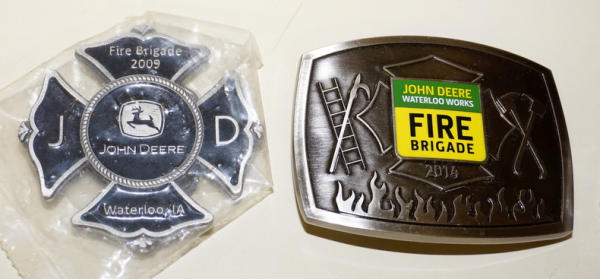 Fire Brigade
2009
J D
JOHN DEERE
Waterloo, IA
JOHN DEERE
WATERLOO WORKS
FIRE
BRIGADE
2014